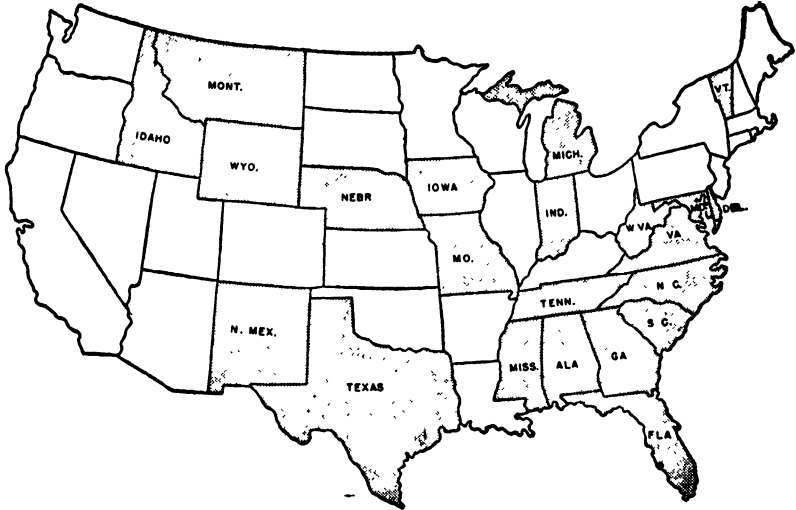 MONT.
VT.
IDAHO
MICH.
WYO.
NEBR
IOWA
IND.
MD.
DEL.
W VA
VA
MO.
N C.
TENN.
S C.
N. MEX.
GA
MISS.
ALA
TEXAS
FLA